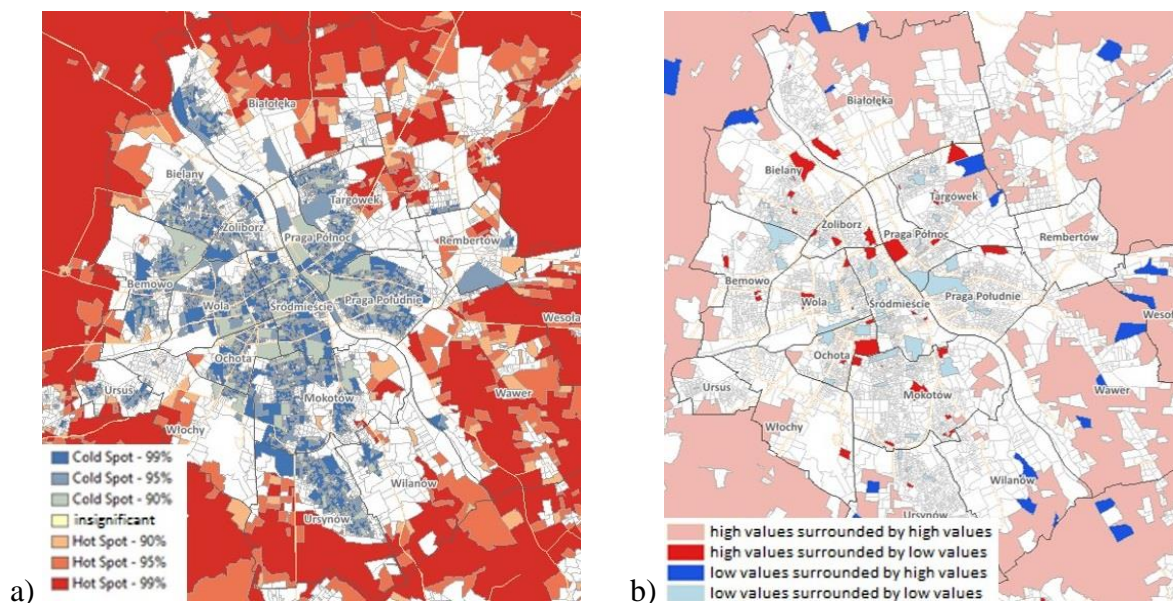 a)
Białołęka
Bielany
Targówek
Żoliborz
Praga Północ
Rembertów
Bemowo
Wola
Śródmieście
Praga Południe
Wesoła
Ochota
Ursus
Mokotów
Wawer
Włochy
Wilanów
Ursynów
Cold Spot - 99%
Cold Spot - 95%
Cold Spot - 90%
insignificant
Hot Spot - 90%
Hot Spot - 95%
Hot Spot - 99%
b)
Białołęka
Bielany
Targówek
Żoliborz
Praga Północ
Rembertów
Bemowo
Wola
Śródmieście
Praga Południe
Wesoła
Ochota
Ursus
Mokotów
Wawer
Włochy
Wilanów
Ursynów
high values surrounded by high values
high values surrounded by low values
low values surrounded by high values
low values surrounded by low values